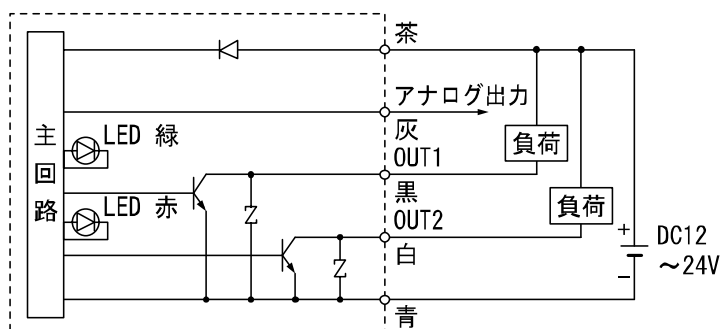 茶
アナログ出力
灰
主回路
LED 緑
OUT1
負荷
黒
LED 赤
OUT2
負荷
白
+
DC12
～24V
−
青